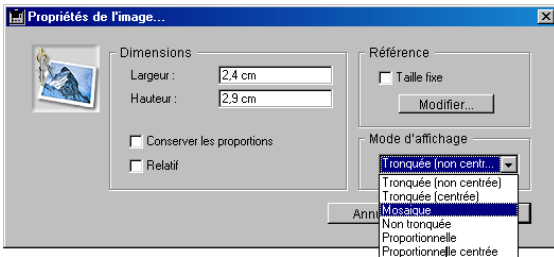 Propriétés de l'image...
Dimensions
Largeur :
2,4 cm
Hauteur :
2,9 cm
Conserver les proportions
Relatif
Référence
Taille fixe
Modifier...
Mode d'affichage
Tronquée (non centr...
Tronquée (non centrée)
Tronquée (centrée)
Mosaique
Non tronquée
Proportionnelle
Proportionnelle centrée